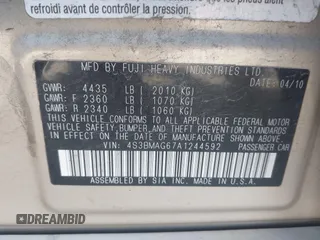 refroidi avant de contrôler la pression.
MFD. BY FUJI HEAVY INDUSTRIES LTD.
DATE: 04/10
GVWR: 4435 LB ( 2010 KG)
GAWR: F 2360 LB ( 1070 KG)
GAWR: R 2340 LB ( 1060 KG)
THIS VEHICLE CONFORMS TO ALL APPLICABLE
FEDERAL MOTOR VEHICLE SAFETY, BUMPER, AND
THEFT PREVENTION STANDARDS IN EFFECT ON
THE DATE OF MANUFACTURE SHOWN ABOVE.
VIN: 4S3BMAG67A1244592
PASSENGER CAR
ASSEMBLED BY SIA INC. IN U.S.A.
DREAMBID